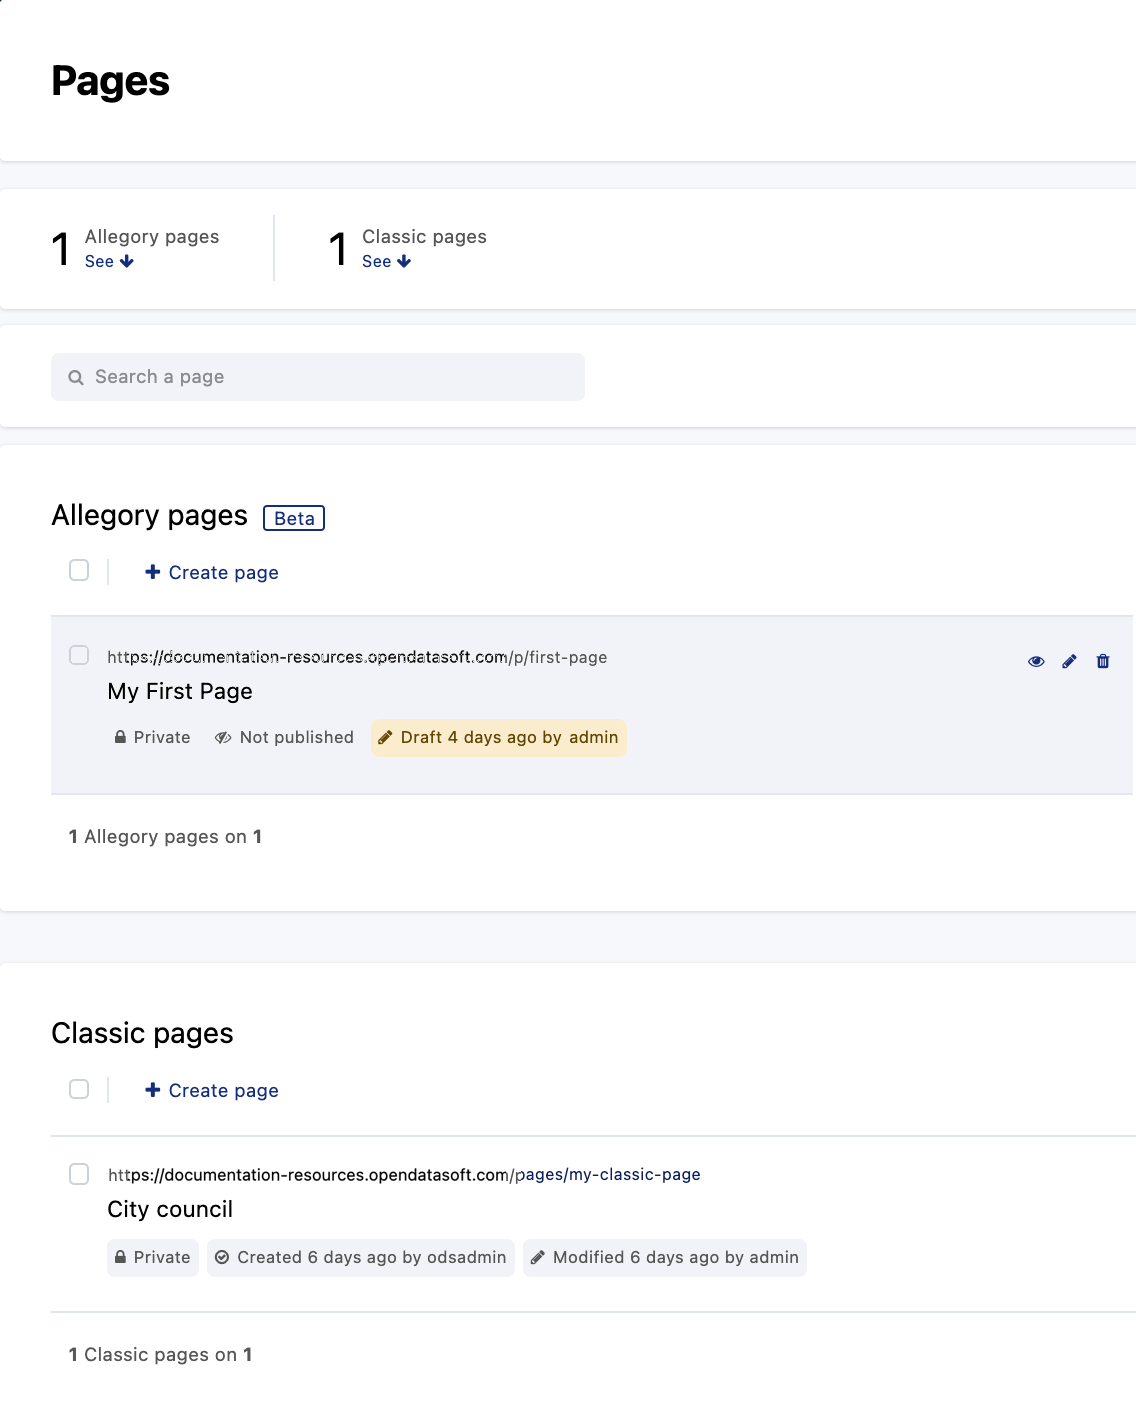 Pages
1 Allegory pages
See
1 Classic pages
See
Search a page
Allegory pages Beta
Create page
https://documentation-resources.opendatasoft.com/p/first-page
My First Page
Private Not published Draft 4 days ago by admin
1 Allegory pages on 1
Classic pages
Create page
https://documentation-resources.opendatasoft.com/pages/my-classic-page
City council
Private Created 6 days ago by odsadmin Modified 6 days ago by admin
1 Classic pages on 1